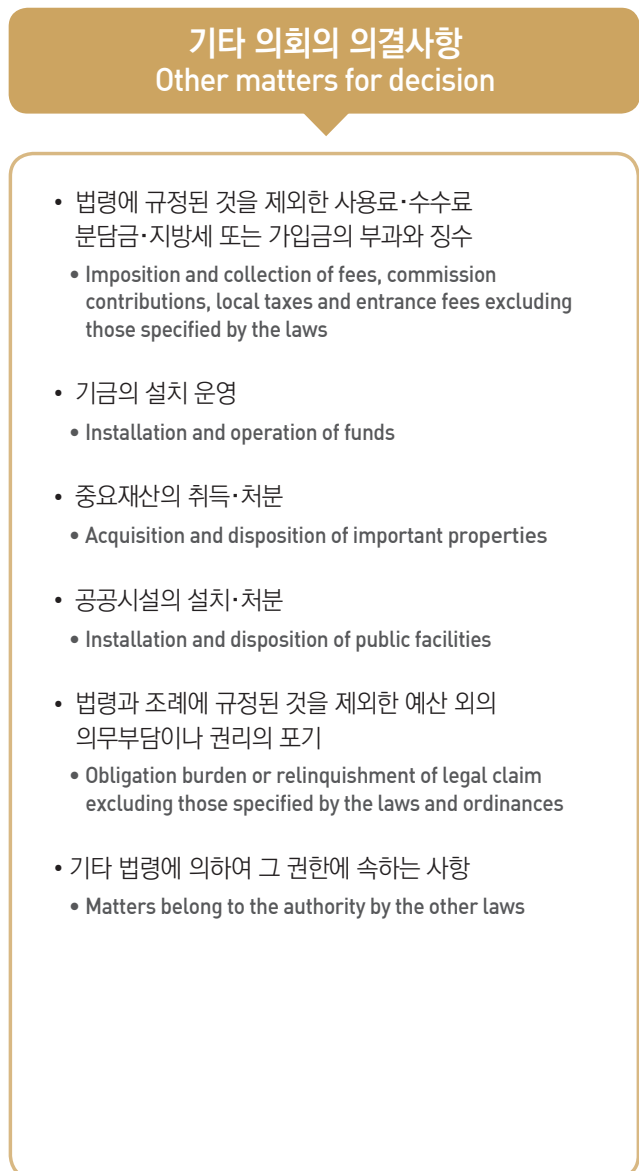 기타 의회의 의결사항
Other matters for decision
• 법령에 규정된 것을 제외한 사용료·수수료
분담금·지방세 또는 가입금의 부과와 징수
• Imposition and collection of fees, commission
contributions, local taxes and entrance fees excluding
those specified by the laws
• 기금의 설치 운영
• Installation and operation of funds
• 중요재산의 취득·처분
• Acquisition and disposition of important properties
• 공공시설의 설치·처분
• Installation and disposition of public facilities
• 법령과 조례에 규정된 것을 제외한 예산 외의
의무부담이나 권리의 포기
• Obligation burden or relinquishment of legal claim
excluding those specified by the laws and ordinances
• 기타 법령에 의하여 그 권한에 속하는 사항
• Matters belong to the authority by the other laws